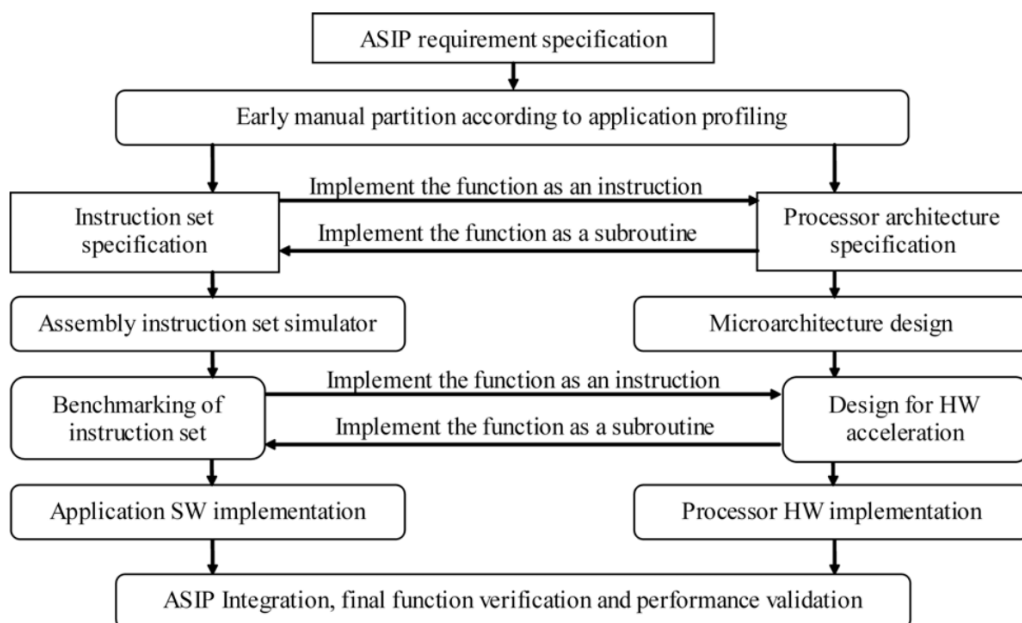 ASIP requirement specification
Early manual partition according to application profiling
Implement the function as an instruction
Instruction set
specification
Processor architecture
specification
Implement the function as a subroutine
Assembly instruction set simulator
Microarchitecture design
Implement the function as an instruction
Benchmarking of
instruction set
Design for HW
acceleration
Implement the function as a subroutine
Application SW implementation
Processor HW implementation
ASIP Integration, final function verification and performance validation